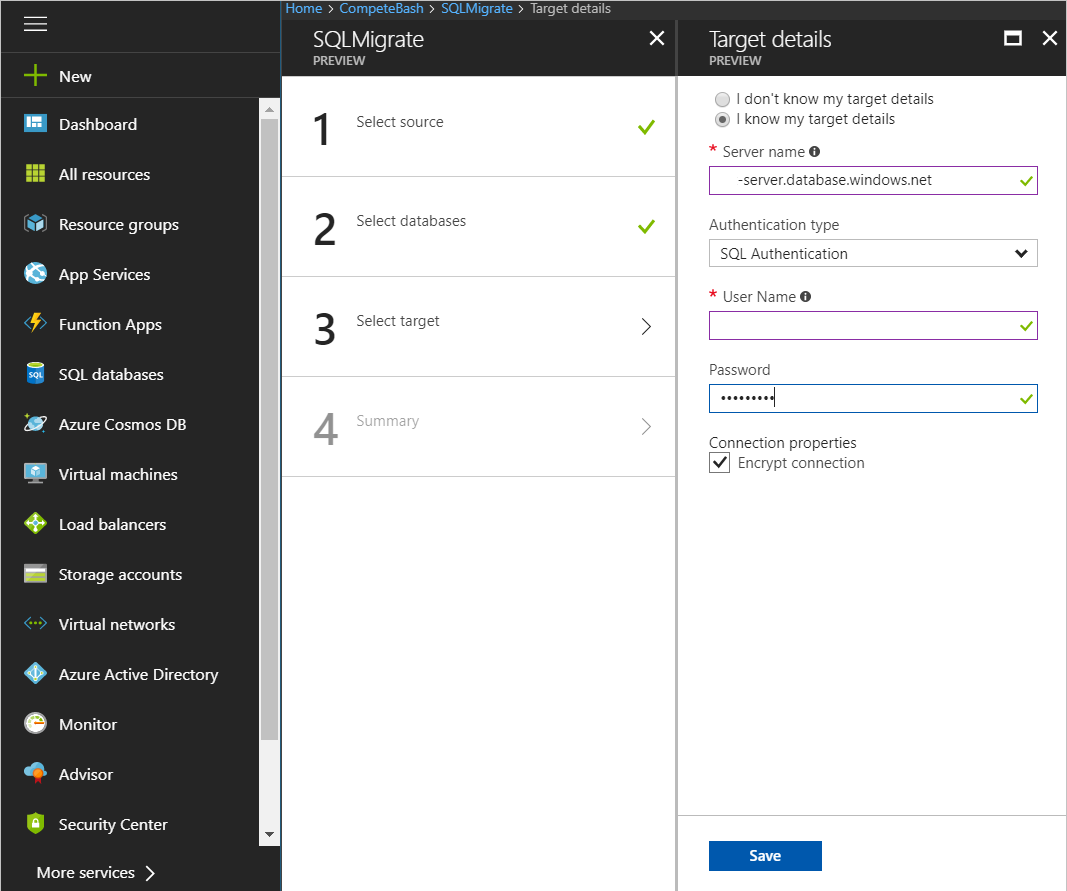 Home > CompeteBash > SQLMigrate > Target details
New
Dashboard
All resources
Resource groups
App Services
Function Apps
SQL databases
SQL
Azure Cosmos DB
Virtual machines
Load balancers
Storage accounts
Virtual networks
Azure Active Directory
Monitor
Advisor
Security Center
More services >
SQLMigrate
PREVIEW
1 Select source
2 Select databases
3 Select target
4 Summary
Target details
PREVIEW
I don't know my target details
I know my target details
* Server name
-server.database.windows.net
Authentication type
SQL Authentication
* User Name
Password
•••••••••
Connection properties
Encrypt connection
Save